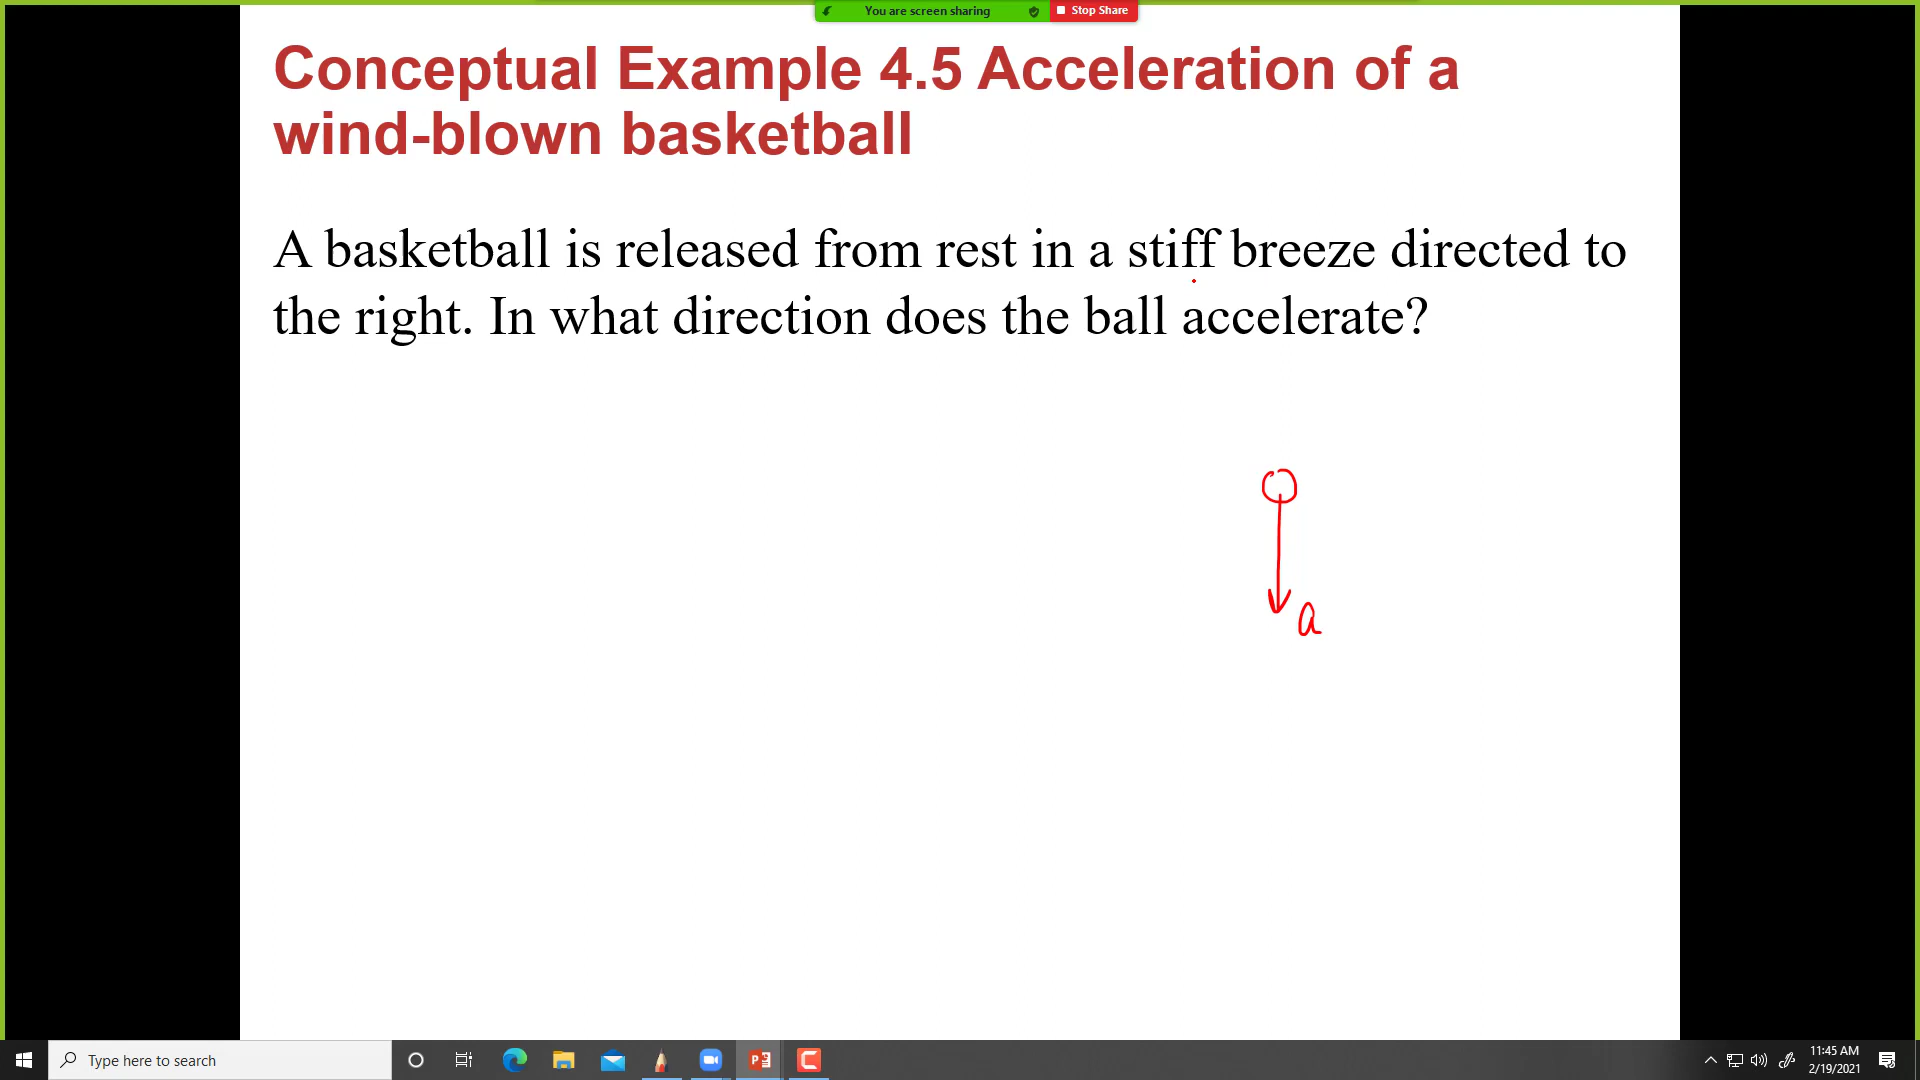 You are screen sharing
Stop Share
Conceptual Example 4.5 Acceleration of a
wind-blown basketball
A basketball is released from rest in a stiff breeze directed to
the right. In what direction does the ball accelerate?
a
Type here to search
11:45 AM
2/19/2021